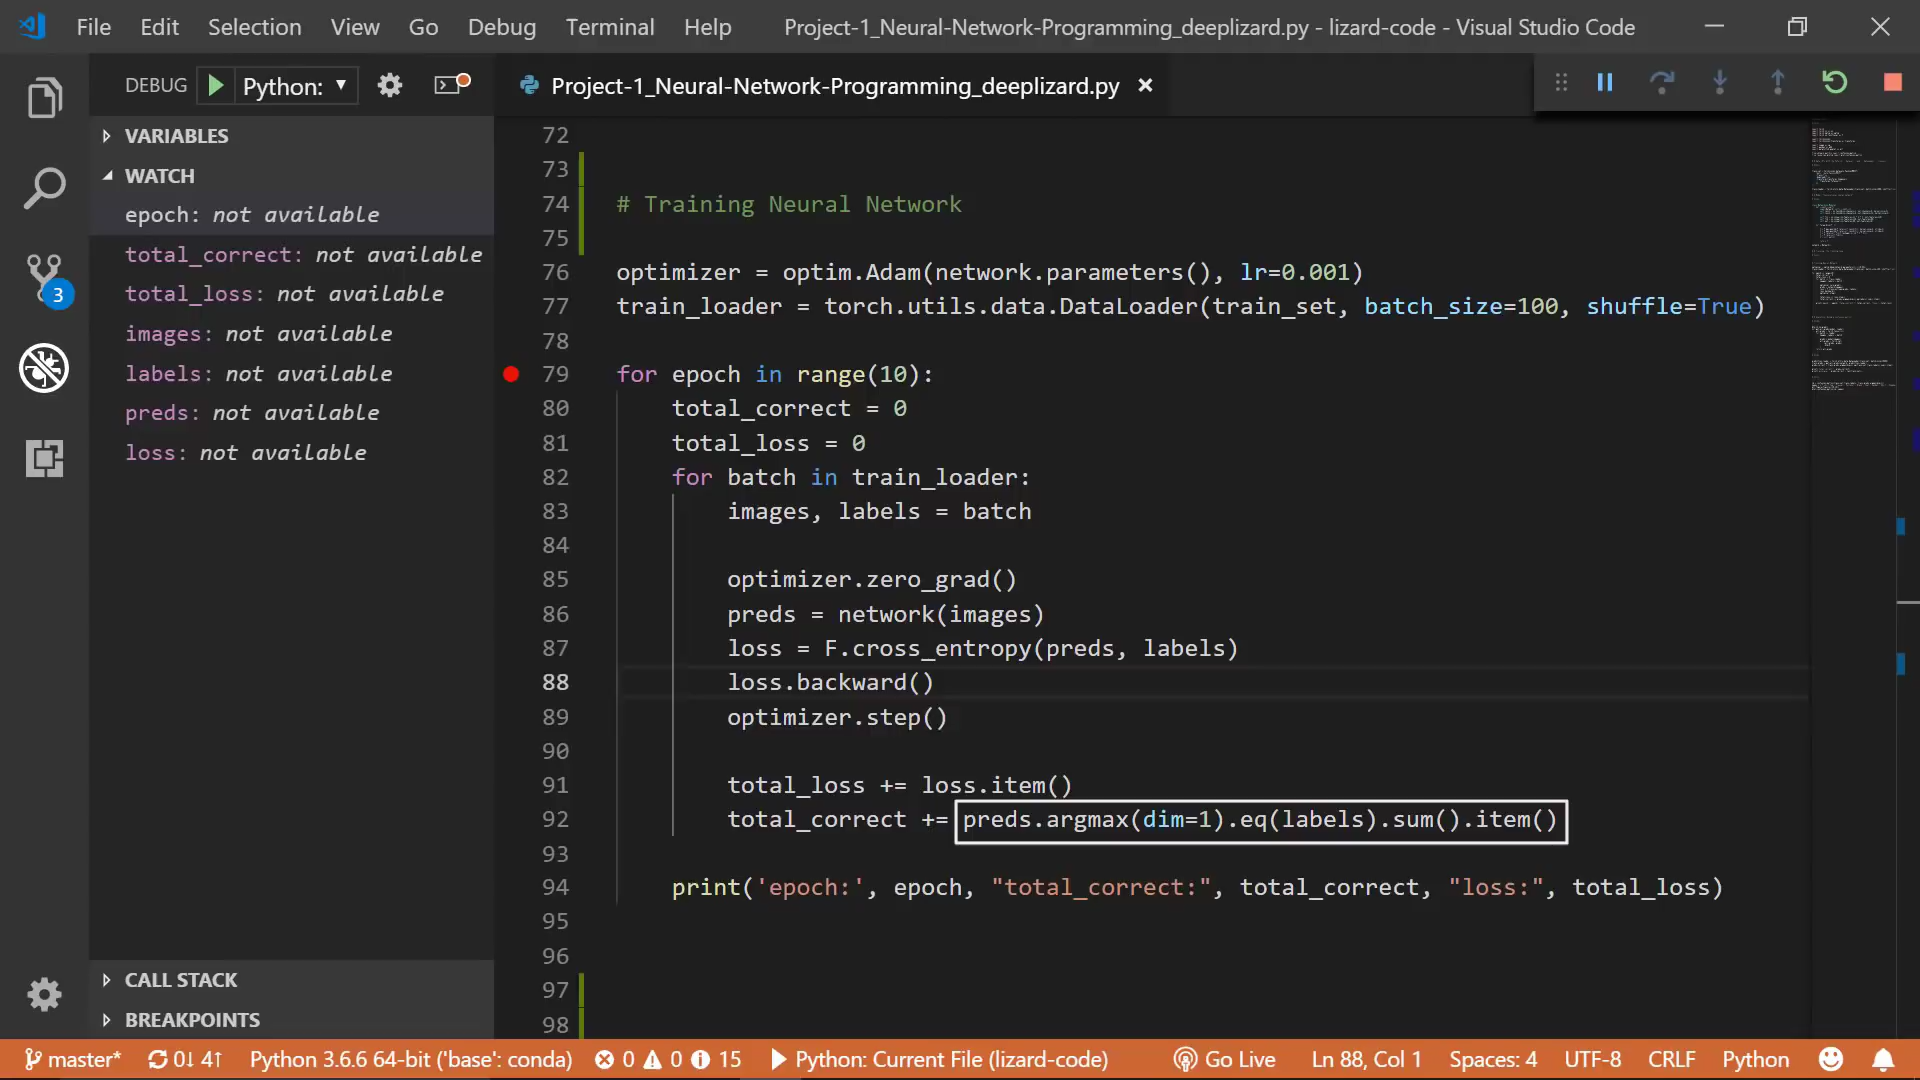 File Edit Selection View Go Debug Terminal Help Project-1_Neural-Network-Programming_deeplizard.py - lizard-code - Visual Studio Code
DEBUG Python: Project-1_Neural-Network-Programming_deeplizard.py
VARIABLES
WATCH
epoch: not available
total_correct: not available
total_loss: not available
images: not available
labels: not available
preds: not available
loss: not available
CALL STACK
BREAKPOINTS
3
72
73
74 # Training Neural Network
75
76 optimizer = optim.Adam(network.parameters(), lr=0.001)
77 train_loader = torch.utils.data.DataLoader(train_set, batch_size=100, shuffle=True)
78
79 for epoch in range(10):
80 total_correct = 0
81 total_loss = 0
82 for batch in train_loader:
83 images, labels = batch
84
85 optimizer.zero_grad()
86 preds = network(images)
87 loss = F.cross_entropy(preds, labels)
88 loss.backward()
89 optimizer.step()
90
91 total_loss += loss.item()
92 total_correct += preds.argmax(dim=1).eq(labels).sum().item()
93
94 print('epoch:', epoch, "total_correct:", total_correct, "loss:", total_loss)
95
96
97
98
master* 0↓ 4↑ Python 3.6.6 64-bit ('base': conda) 0 0 15 Python: Current File (lizard-code) Go Live Ln 88, Col 1 Spaces: 4 UTF-8 CRLF Python